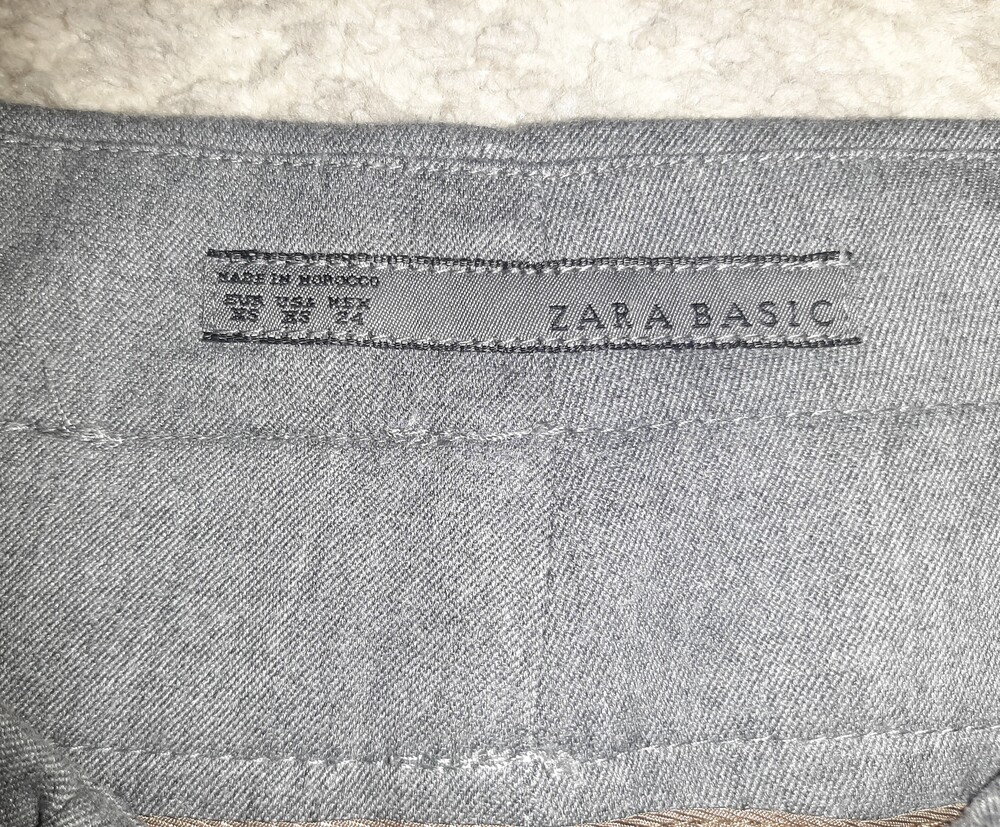 MADE IN MOROCCO
EUR USA MEX
XS XS 24
ZARA BASIC